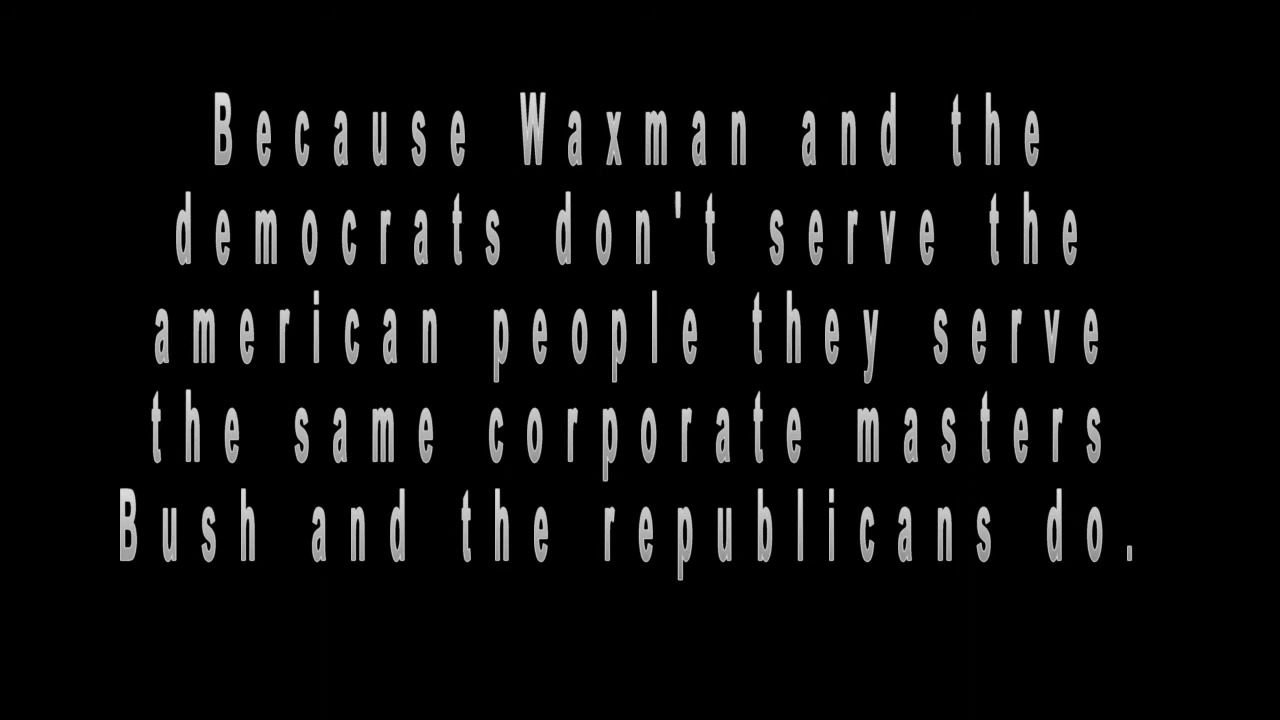 Because Waxman and the
democrats don't serve the
american people they serve
the same corporate masters
Bush and the republicans do.